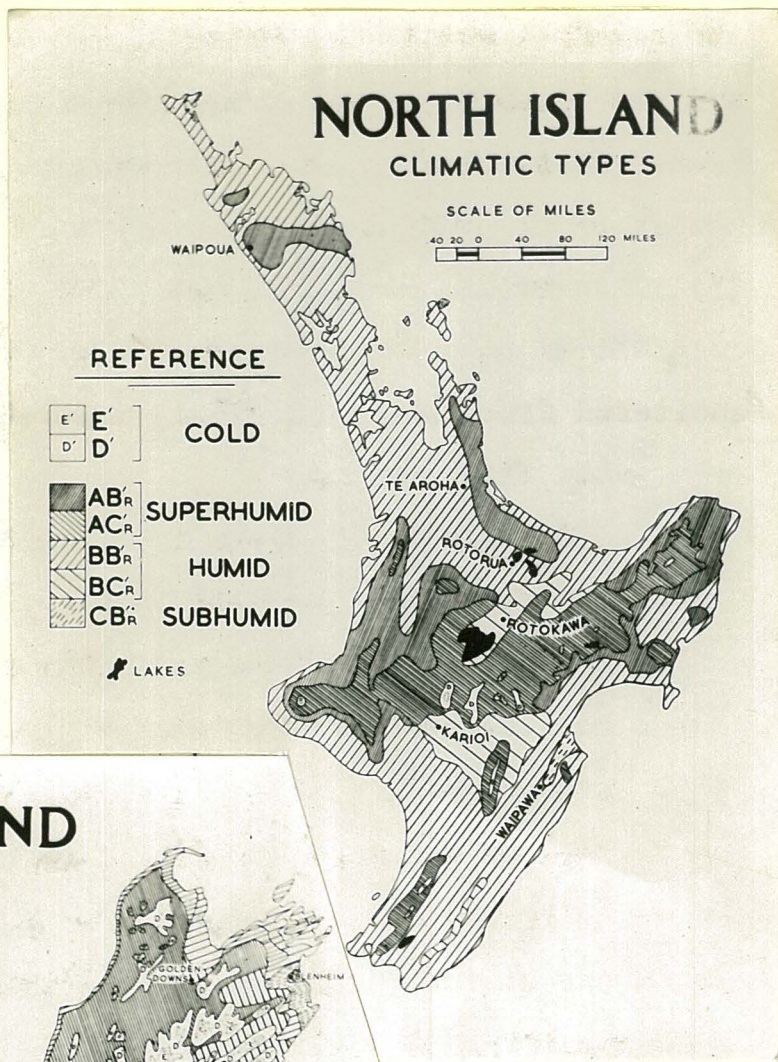 NORTH ISLAND
CLIMATIC TYPES
SCALE OF MILES
40 20 0 40 80 120 MILES
WAIPOUA
REFERENCE
E' E'
D' D'
COLD
AB'R
AC'R
SUPERHUMID
BB'R
BC'R
HUMID
CB'R SUBHUMID
LAKES
TE AROHA
ROTORUA
ROTOKAWA
KARIOI
WAIPAWA
ND
GOLDEN
DOWNS
LENHEIM